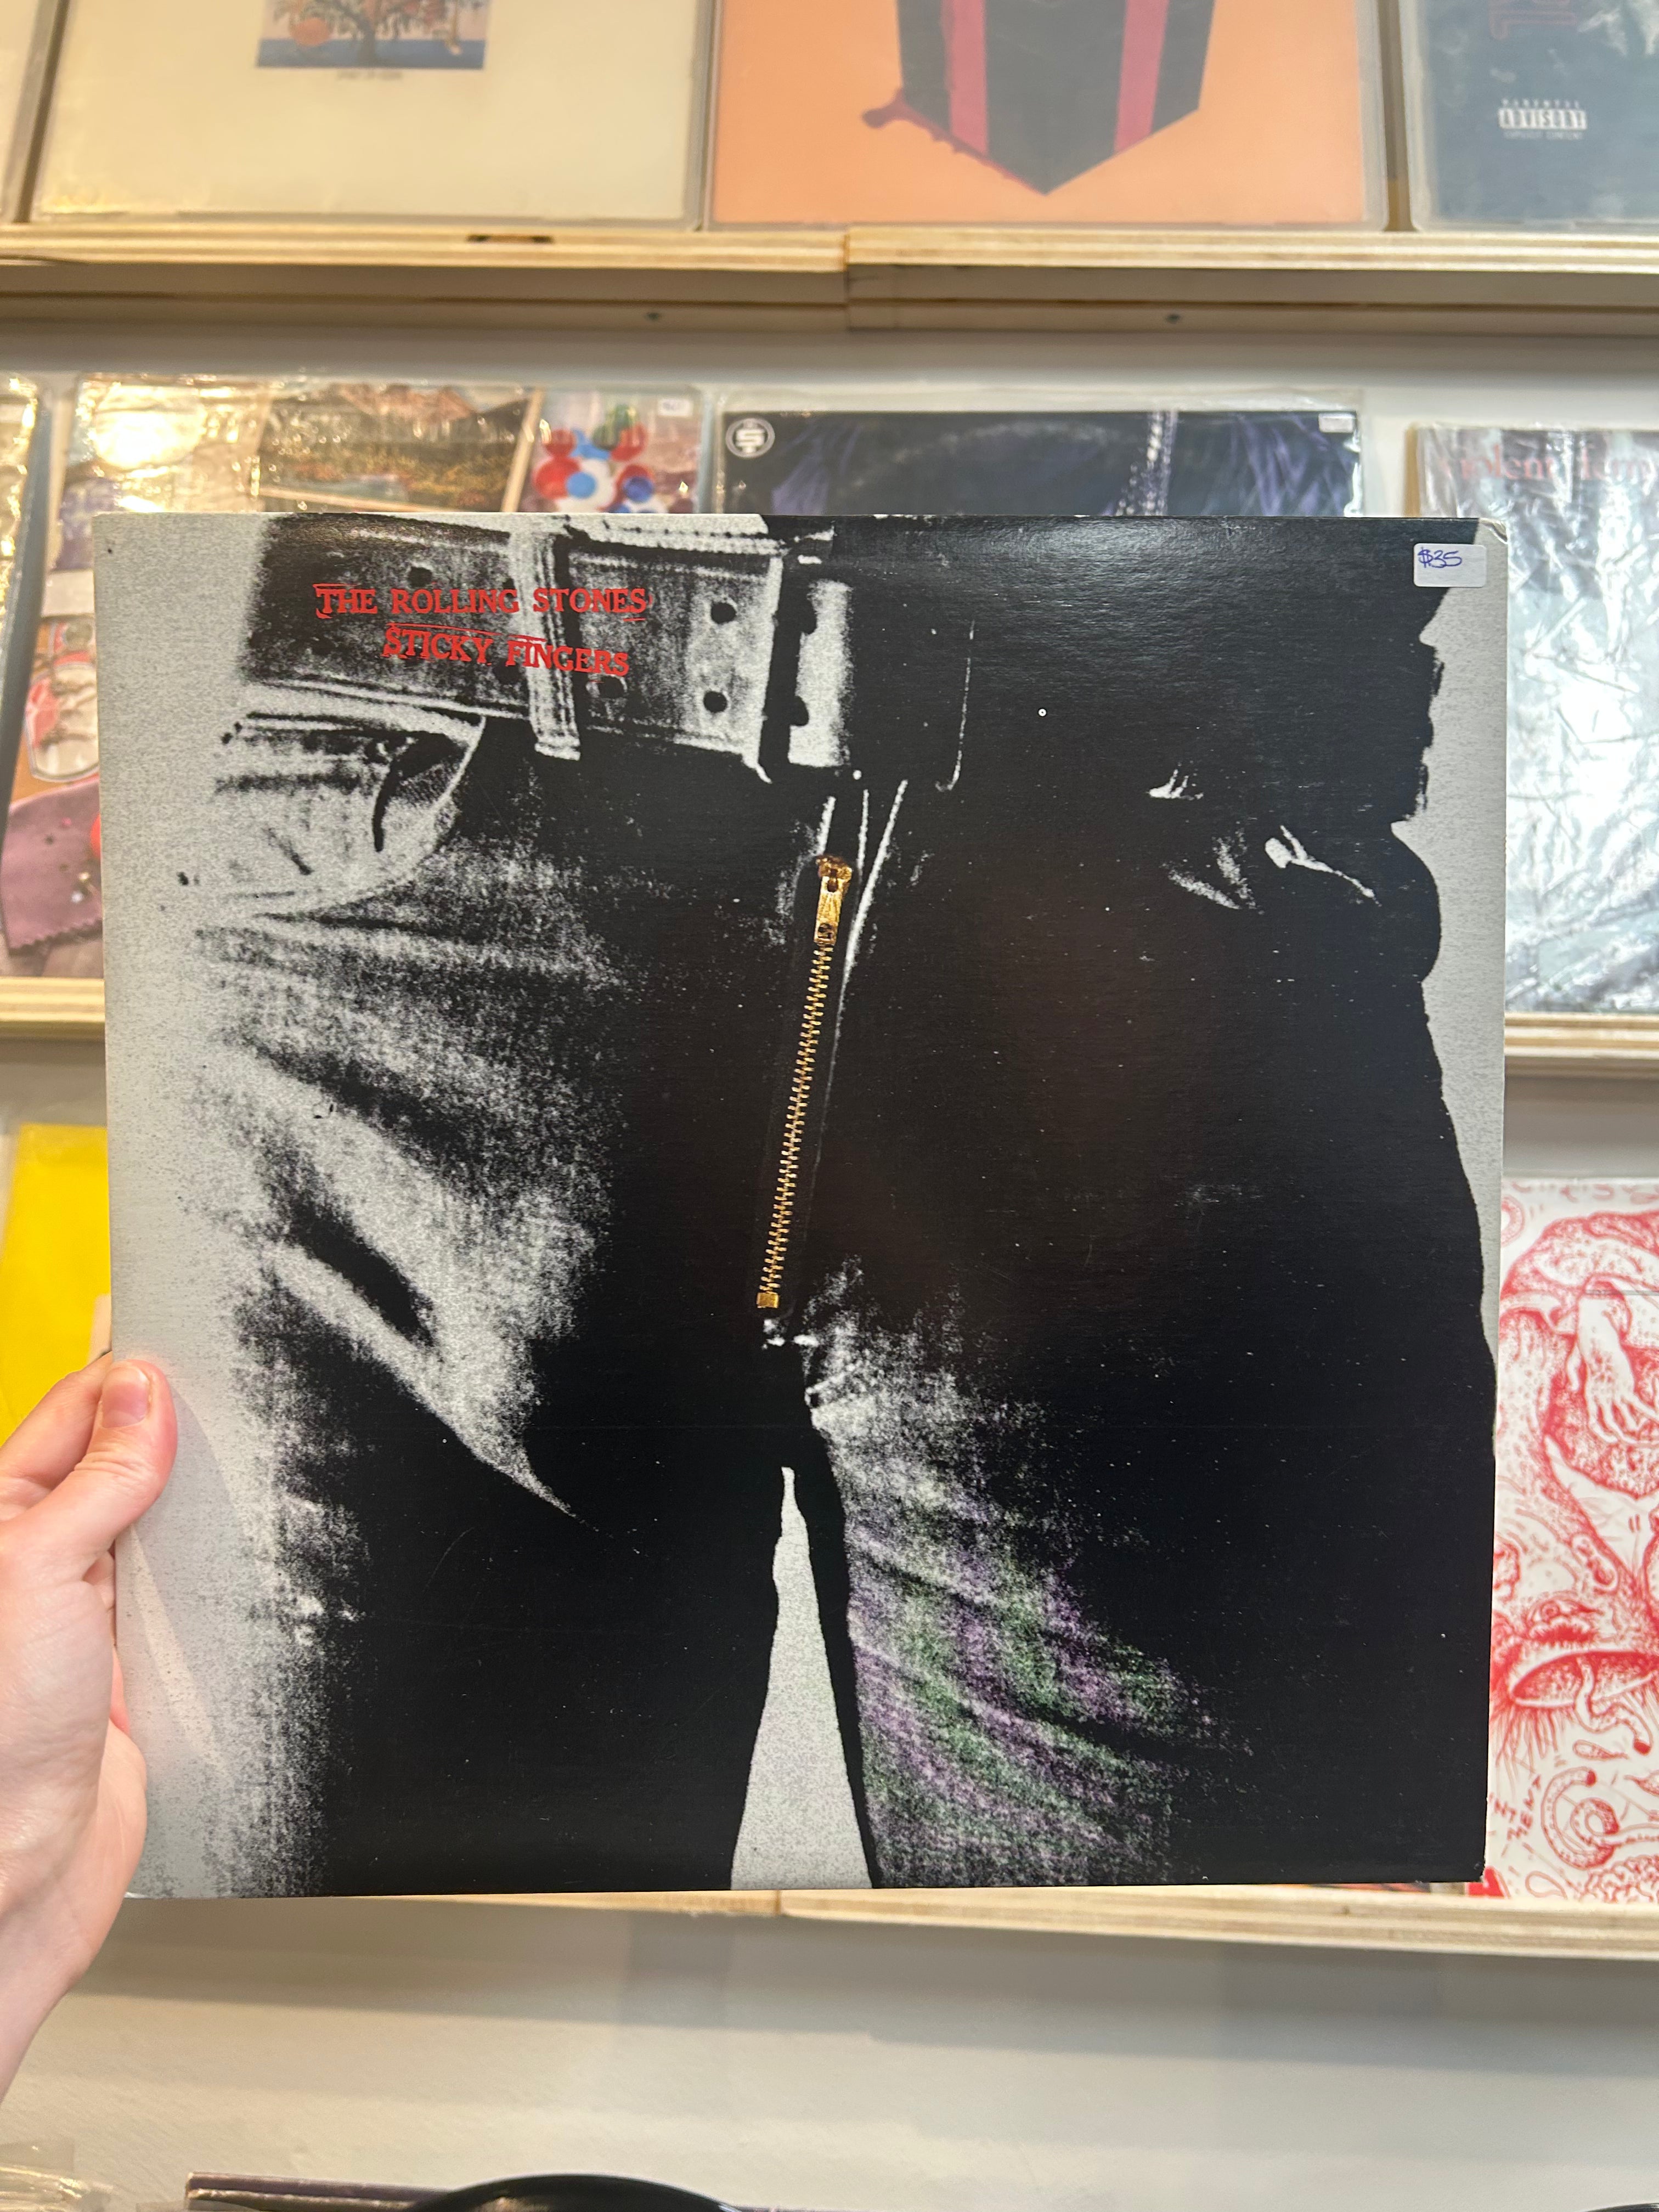 PARENTAL
ADVISORY
EXPLICIT CONTENT
THE ROLLING STONES
STICKY FINGERS
$35